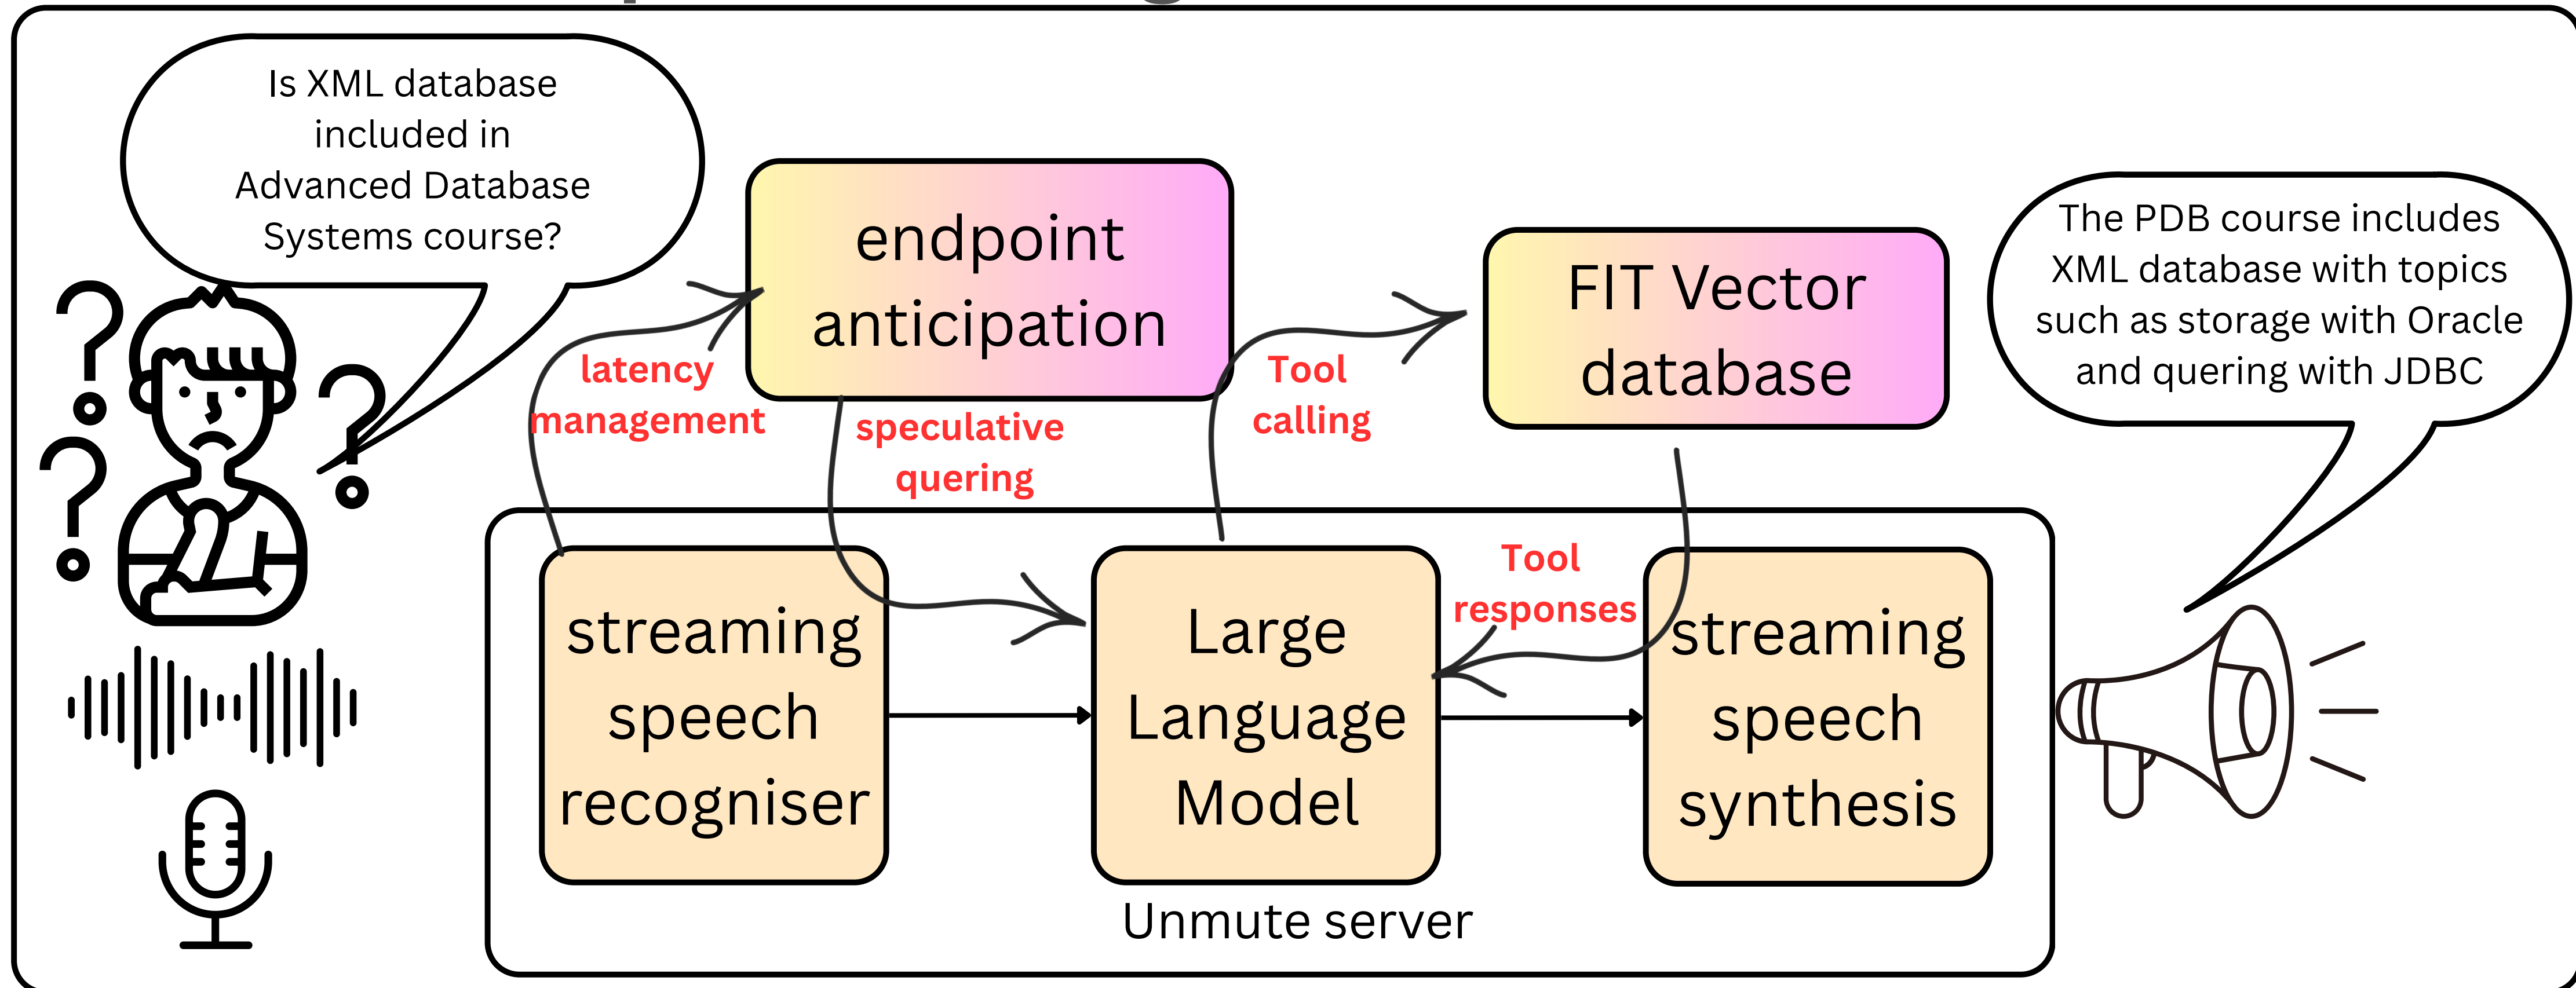 Is XML database
included in
Advanced Database
Systems course?
endpoint
anticipation
FIT Vector
database
The PDB course includes
XML database with topics
such as storage with Oracle
and quering with JDBC
latency
management
speculative
quering
Tool
calling
Tool
responses
streaming
speech
recogniser
Large
Language
Model
streaming
speech
synthesis
Unmute server